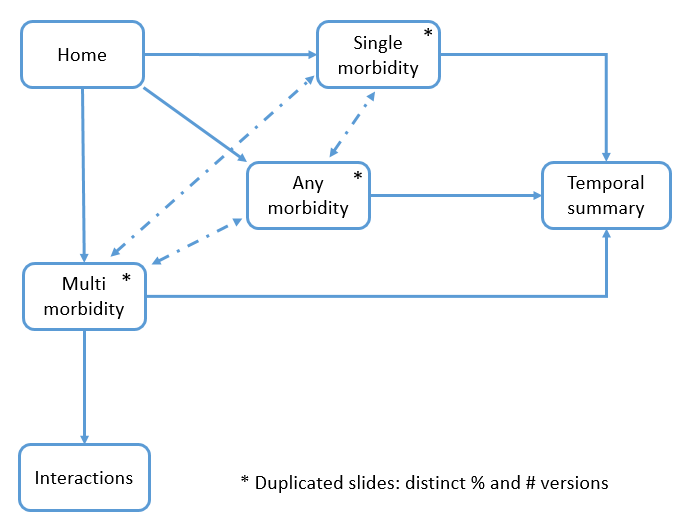 Home
Single *
morbidity
Any *
morbidity
Temporal
summary
Multi *
morbidity
Interactions
* Duplicated slides: distinct % and # versions